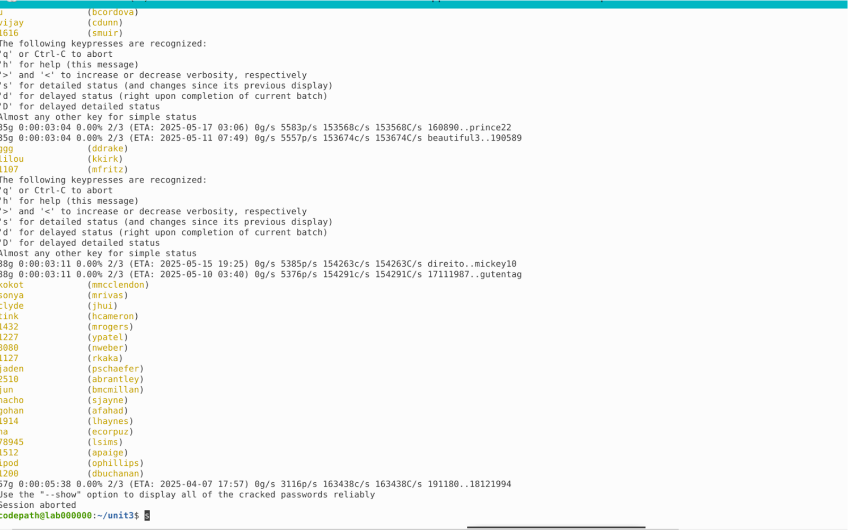 u (bcordova)
vijay (cdunn)
1616 (smuir)
The following keypresses are recognized:
'q' or Ctrl-C to abort
'h' for help (this message)
'>' and '<' to increase or decrease verbosity, respectively
's' for detailed status (and changes since its previous display)
'd' for delayed status (right upon completion of current batch)
'D' for delayed detailed status
Almost any other key for simple status
35g 0:00:03:04 0.00% 2/3 (ETA: 2025-05-17 03:06) 0g/s 5583p/s 153568c/s 153568C/s 160890..prince22
35g 0:00:03:04 0.00% 2/3 (ETA: 2025-05-11 07:49) 0g/s 5557p/s 153674c/s 153674C/s beautiful3..190589
ggg (ddrake)
lilou (kkirk)
1107 (mfritz)
The following keypresses are recognized:
'q' or Ctrl-C to abort
'h' for help (this message)
'>' and '<' to increase or decrease verbosity, respectively
's' for detailed status (and changes since its previous display)
'd' for delayed status (right upon completion of current batch)
'D' for delayed detailed status
Almost any other key for simple status
38g 0:00:03:11 0.00% 2/3 (ETA: 2025-05-15 19:25) 0g/s 5385p/s 154263c/s 154263C/s direito..mickey10
38g 0:00:03:11 0.00% 2/3 (ETA: 2025-05-10 03:40) 0g/s 5376p/s 154291c/s 154291C/s 17111987..gutentag
kokot (mmcclendon)
sonya (mrivas)
clyde (jhui)
tink (hcameron)
1432 (mrogers)
1227 (ypatel)
8080 (nweber)
1127 (rkaka)
jaden (pschaefer)
2510 (abrantley)
jun (bmcmillan)
nacho (sjayne)
gohan (afahad)
1914 (lhaynes)
na (ecorpuz)
78945 (lsims)
1512 (apaige)
ipod (ophillips)
1200 (dbuchanan)
57g 0:00:05:38 0.00% 2/3 (ETA: 2025-04-07 17:57) 0g/s 3116p/s 163438c/s 163438C/s 191180..18121994
Use the "--show" option to display all of the cracked passwords reliably
Session aborted
codepath@lab000000:~/unit3$ s